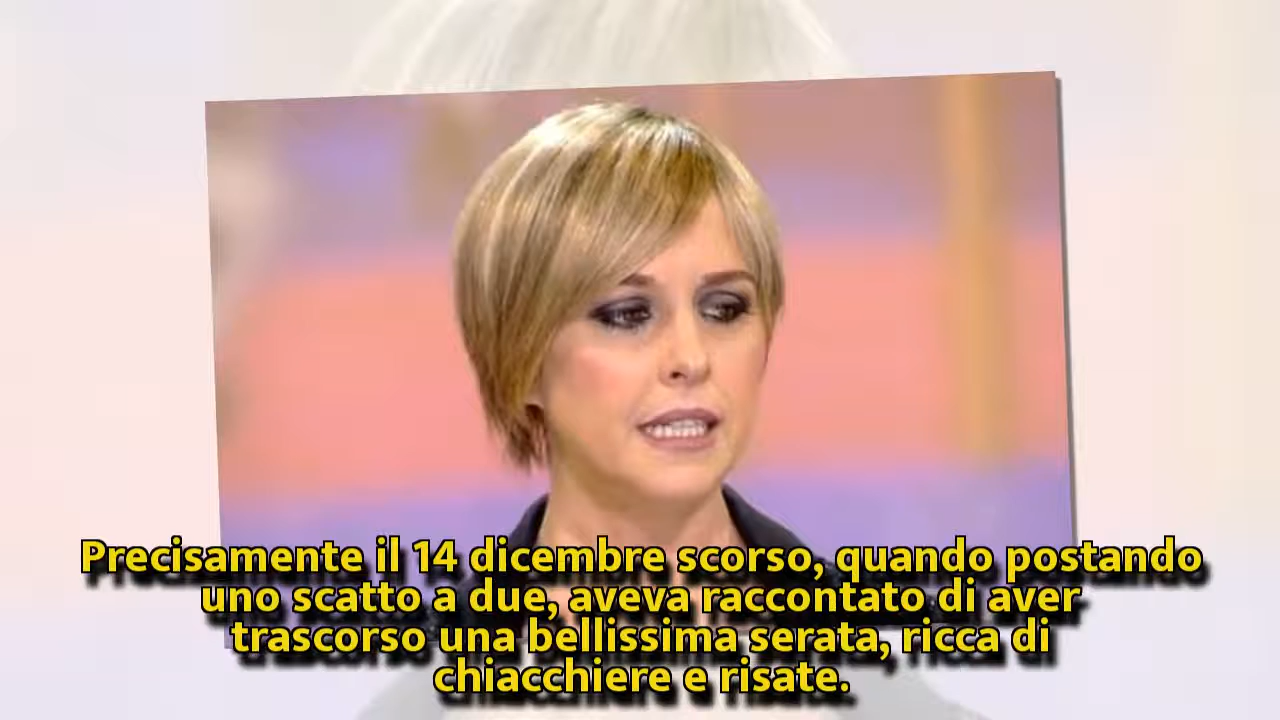 Precisamente il 14 dicembre scorso, quando postando
uno scatto a due, aveva raccontato di aver
trascorso una bellissima serata, ricca di
chiacchiere e risate.